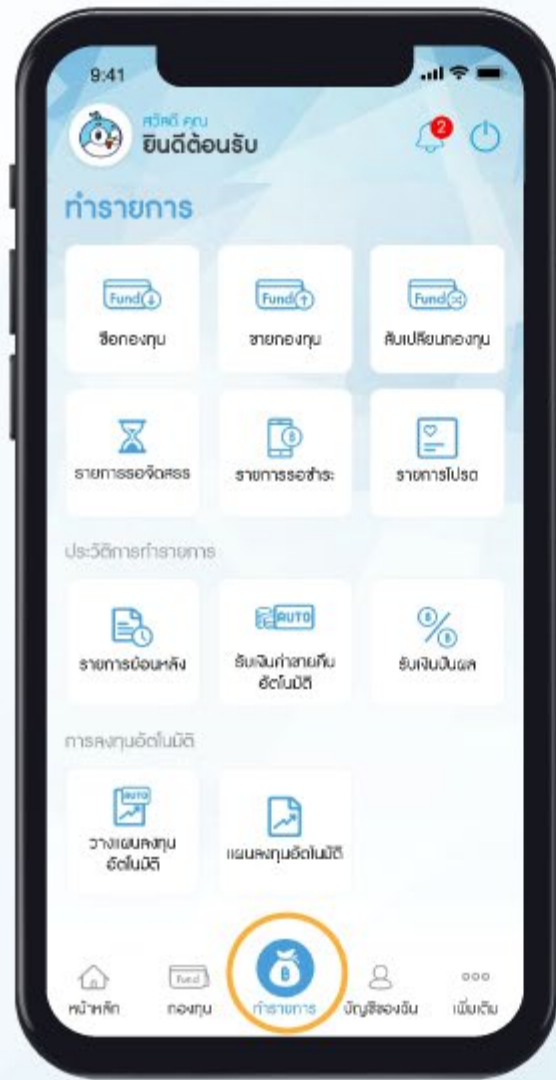 9:41
สวัสดี คุณ
ยินดีต้อนรับ
2
ทำรายการ
Fund
Fund
Fund
ซื้อกองทุน
ขายกองทุน
สับเปลี่ยนกองทุน
รายการรอจัดสรร
รายการรอชำระ
รายการโปรด
ประวัติการทำรายการ
AUTO
รายการย้อนหลัง
รับเงินค่าขายคืน
อัตโนมัติ
รับเงินปันผล
การลงทุนอัตโนมัติ
AUTO
วางแผนลงทุน
อัตโนมัติ
แผนลงทุนอัตโนมัติ
Fund
หน้าหลัก
กองทุน
ทำรายการ
บัญชีของฉัน
เพิ่มเติม